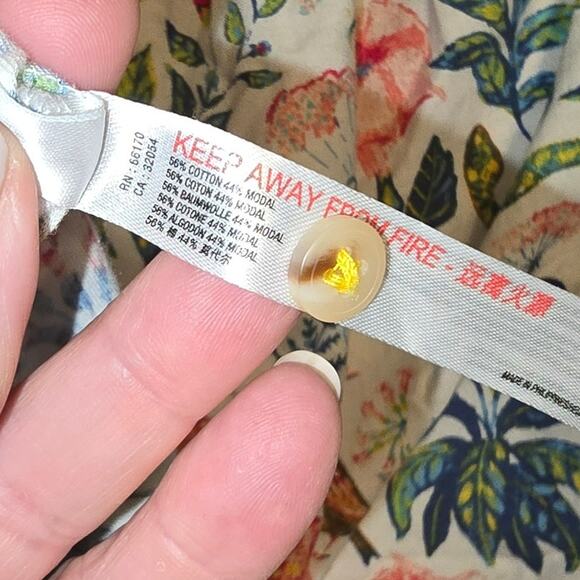 RN : 66170
CA : 32054
KEEP AWAY FROM FIRE - 远离火源
56% COTTON 44% MODAL
56% COTON 44% MODAL
56% BAUMWOLLE 44% MODAL
56% COTONE 44% MODAL
56% ALGODÓN 44% MODAL
56% 棉 44% 莫代尔
MADE IN PHILIPPINES